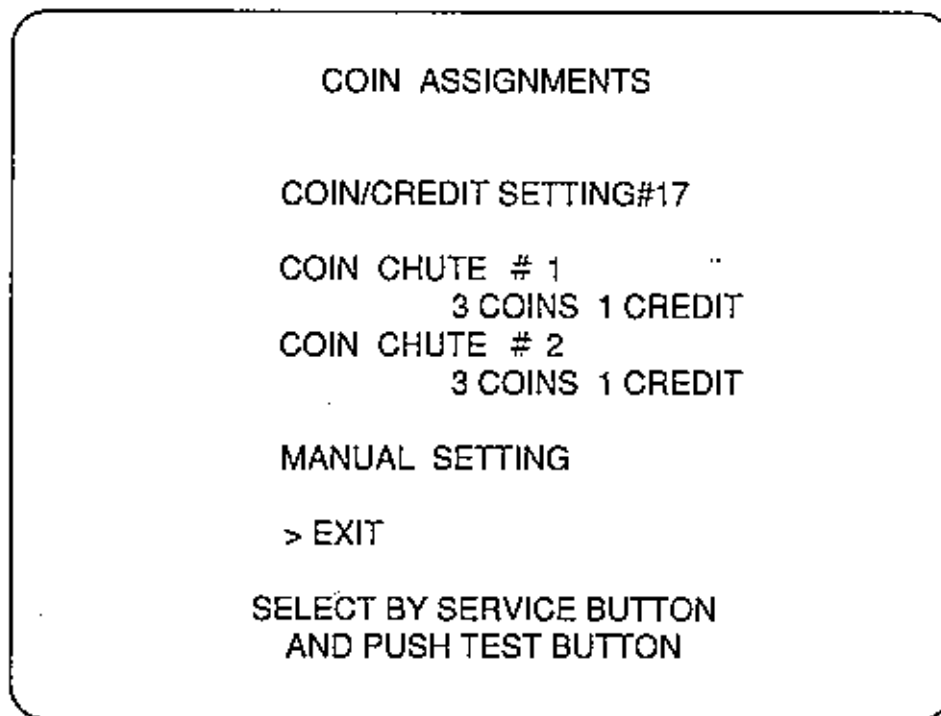 COIN ASSIGNMENTS
COIN/CREDIT SETTING#17
COIN CHUTE # 1
3 COINS 1 CREDIT
COIN CHUTE # 2
3 COINS 1 CREDIT
MANUAL SETTING
> EXIT
SELECT BY SERVICE BUTTON
AND PUSH TEST BUTTON